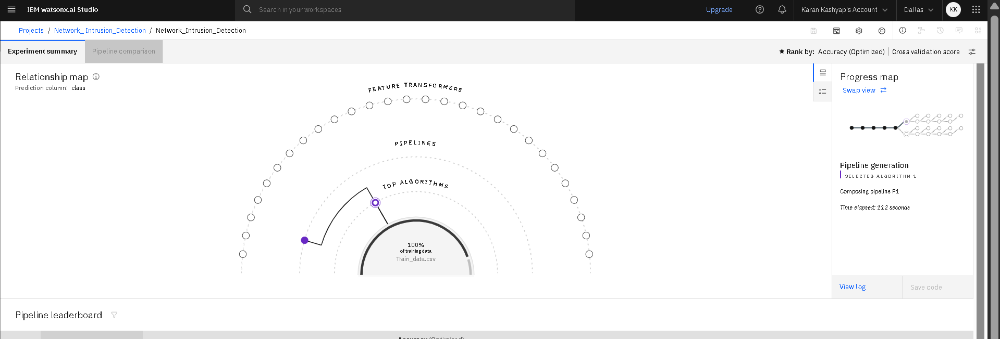 IBM watsonx.ai Studio
Search in your workspaces
Upgrade
Karan Kashyap's Account
Dallas
KK
Projects / Network_ Intrusion_Detection / Network_Intrusion_Detection
Experiment summary
Pipeline comparison
★ Rank by: Accuracy (Optimized) | Cross validation score
Relationship map
Prediction column: class
FEATURE TRANSFORMERS
PIPELINES
TOP ALGORITHMS
100%
of training data
Train_data.csv
Progress map
Swap view
Pipeline generation
SELECTED ALGORITHM 1
Composing pipeline P1
Time elapsed: 112 seconds
View log
Save code
Pipeline leaderboard
Accuracy (Optimized)